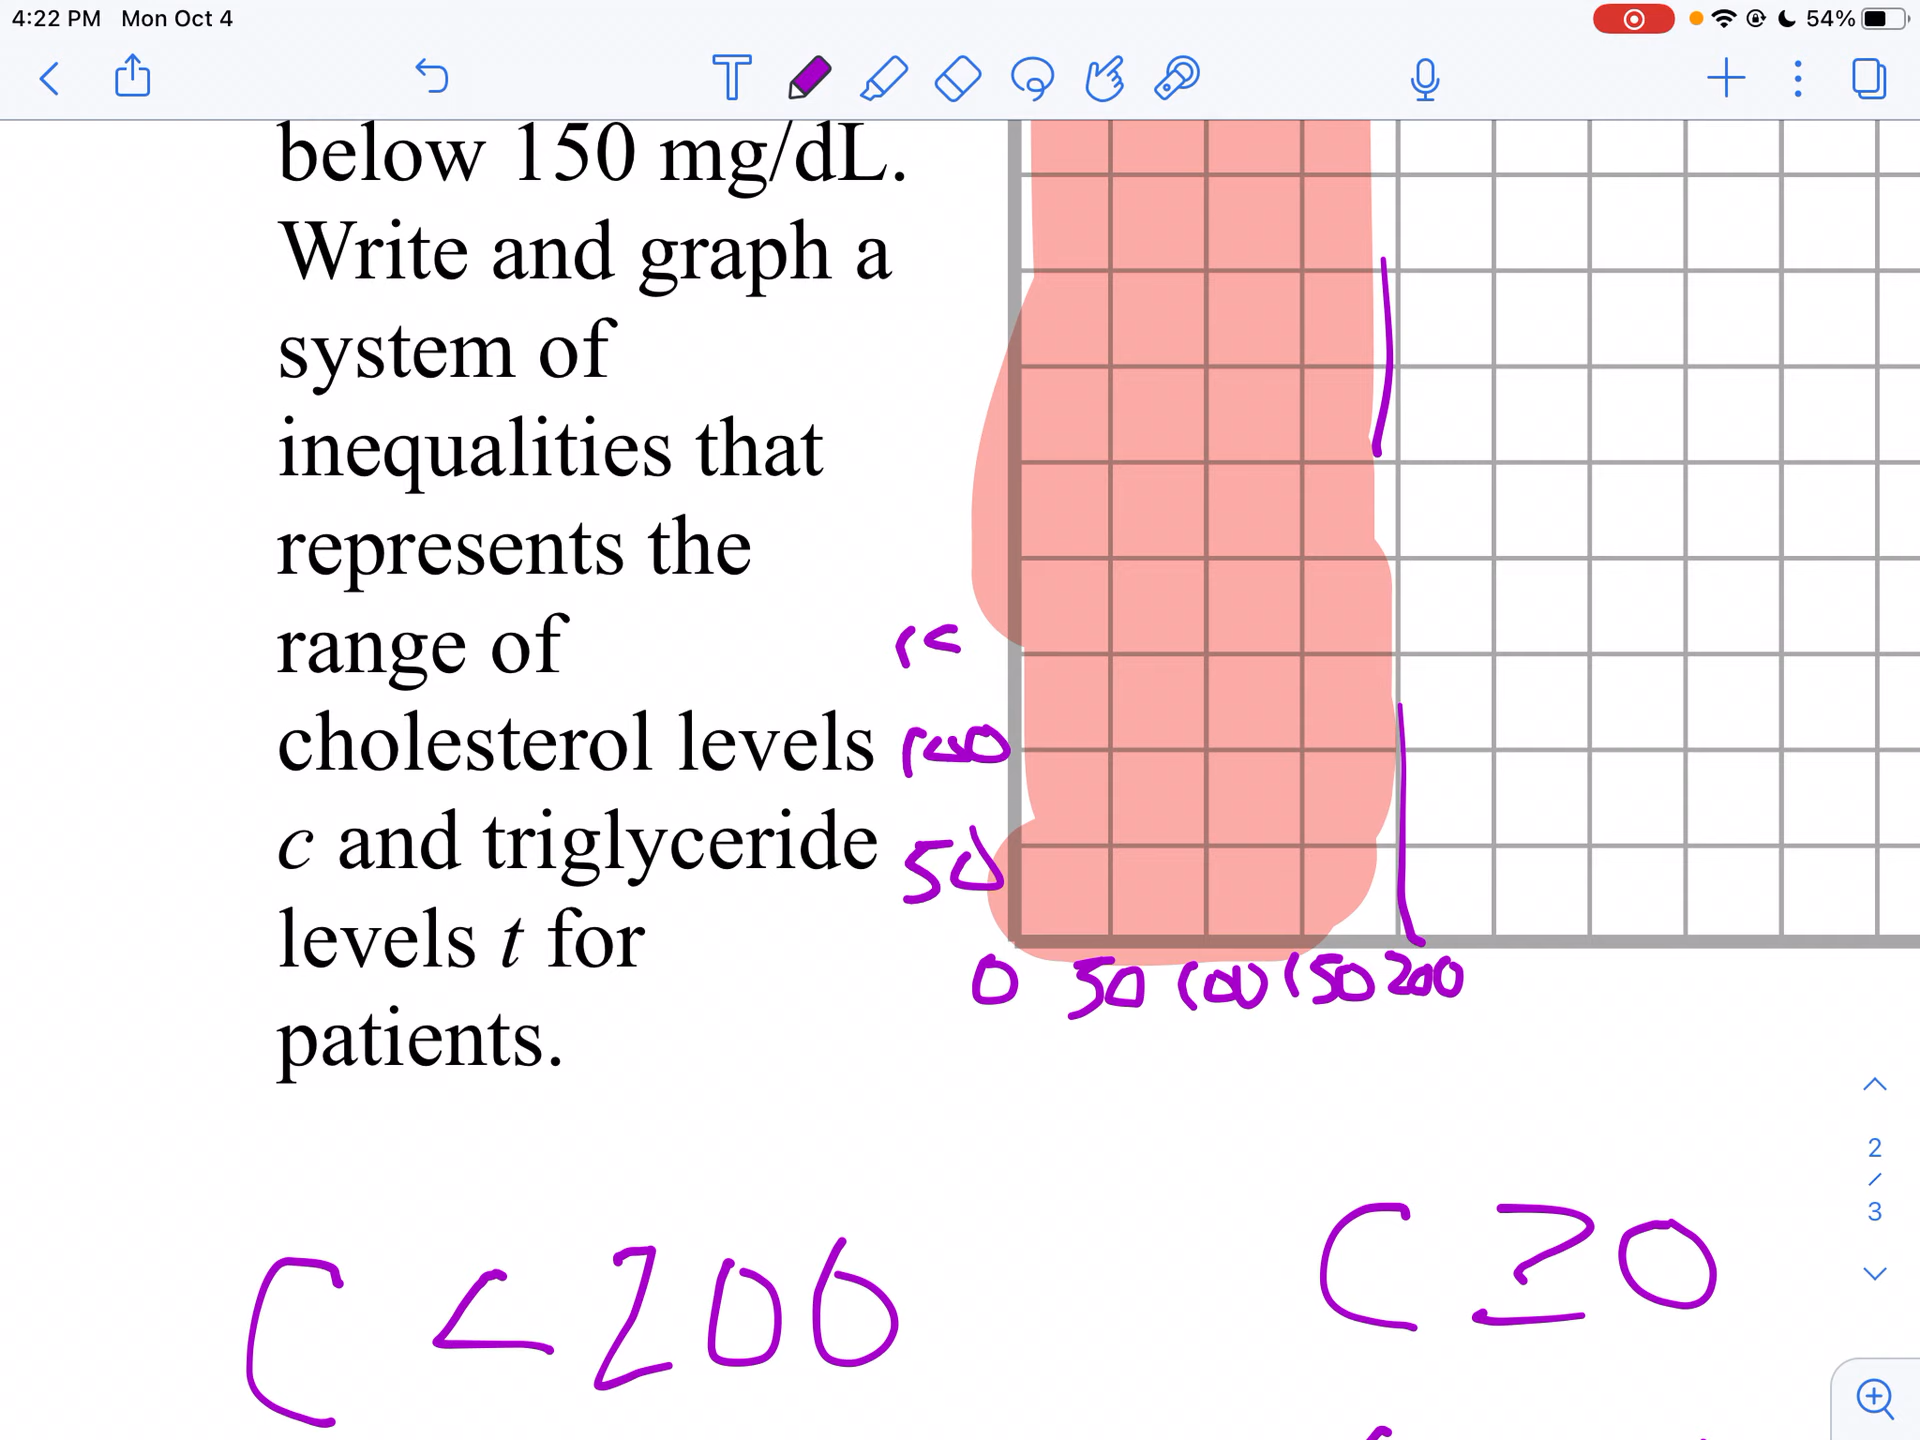 4:22 PM Mon Oct 4
54%
below 150 mg/dL.
Write and graph a
system of
inequalities that
represents the
range of
cholesterol levels
c and triglyceride
levels t for
patients.
100
50
0 50 100 150 200
C < 200
C ≥ 0
2
/
3